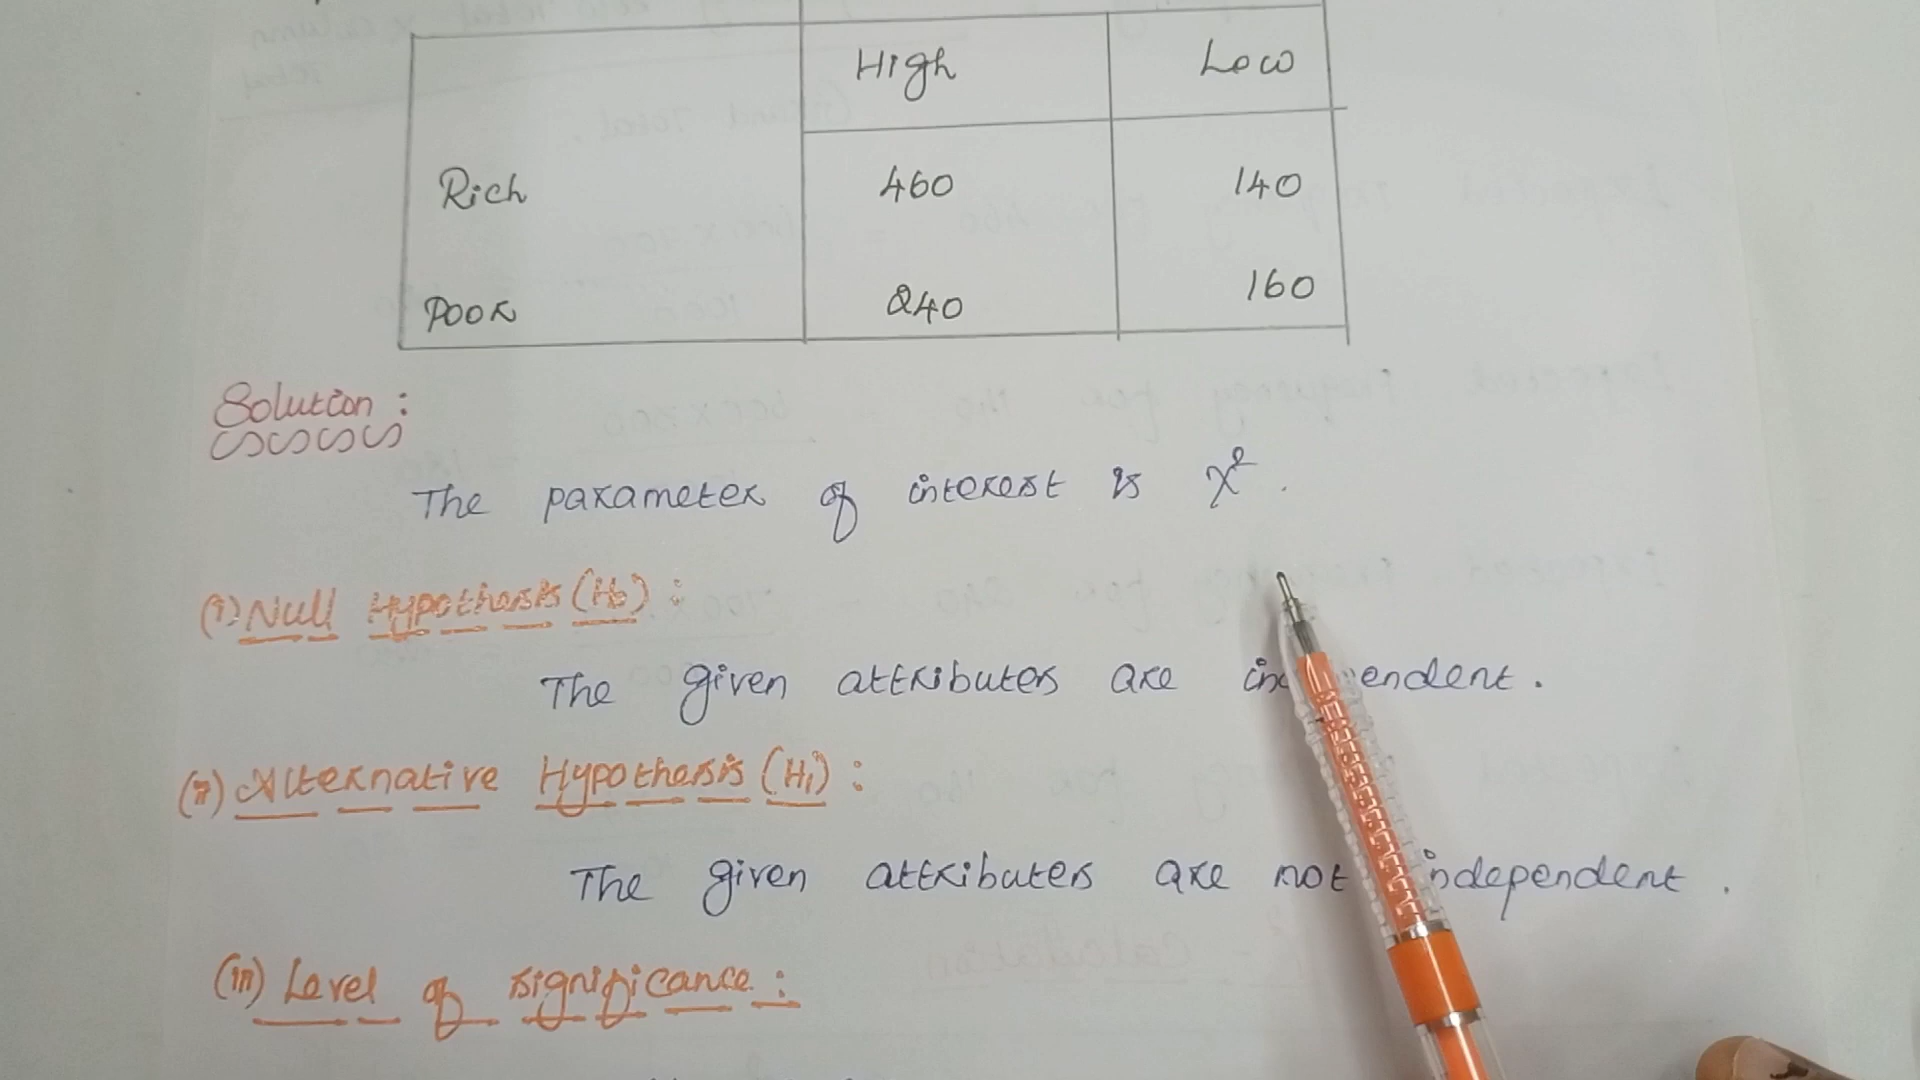 High Low
Rich 460 140
Poor 240 160
Solution :
The parameter of interest is χ² .
(i) Null Hypothesis (H₀) :
The given attributes are independent .
(ii) Alternative Hypothesis (H₁) :
The given attributes are not independent .
(iii) Level of significance :